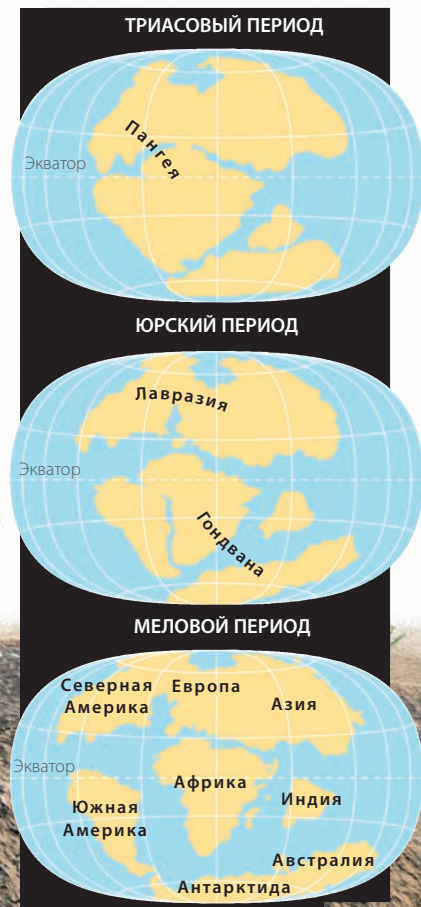 ТРИАСОВЫЙ ПЕРИОД
Пангея
Экватор
ЮРСКИЙ ПЕРИОД
Лавразия
Экватор
Гондвана
МЕЛОВОЙ ПЕРИОД
Северная
Америка
Европа
Азия
Экватор
Африка
Индия
Южная
Америка
Австралия
Антарктида